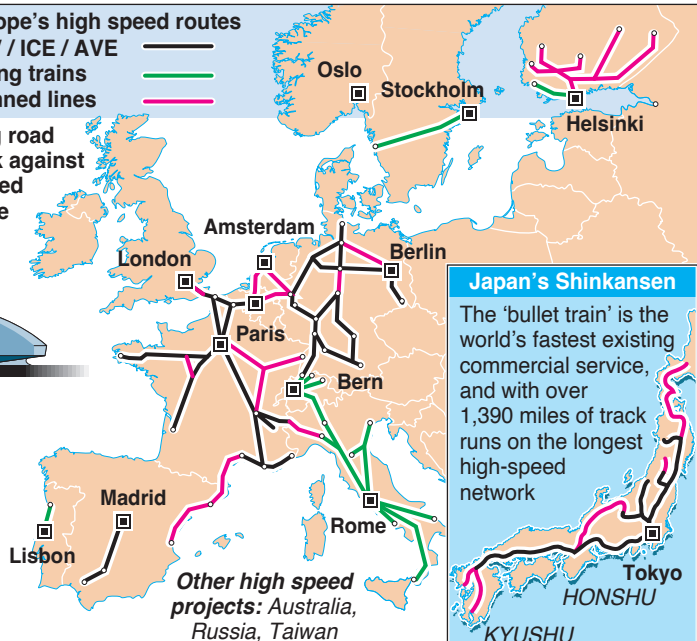 ope's high speed routes
/ ICE / AVE
ng trains
nned lines
g road
k against
ed
e
Oslo
Stockholm
Helsinki
Amsterdam
London
Berlin
Paris
Bern
Madrid
Lisbon
Rome
Other high speed
projects: Australia,
Russia, Taiwan
Japan's Shinkansen
The ‘bullet train’ is the
world's fastest existing
commercial service,
and with over
1,390 miles of track
runs on the longest
high-speed
network
Tokyo
HONSHU
KYUSHU